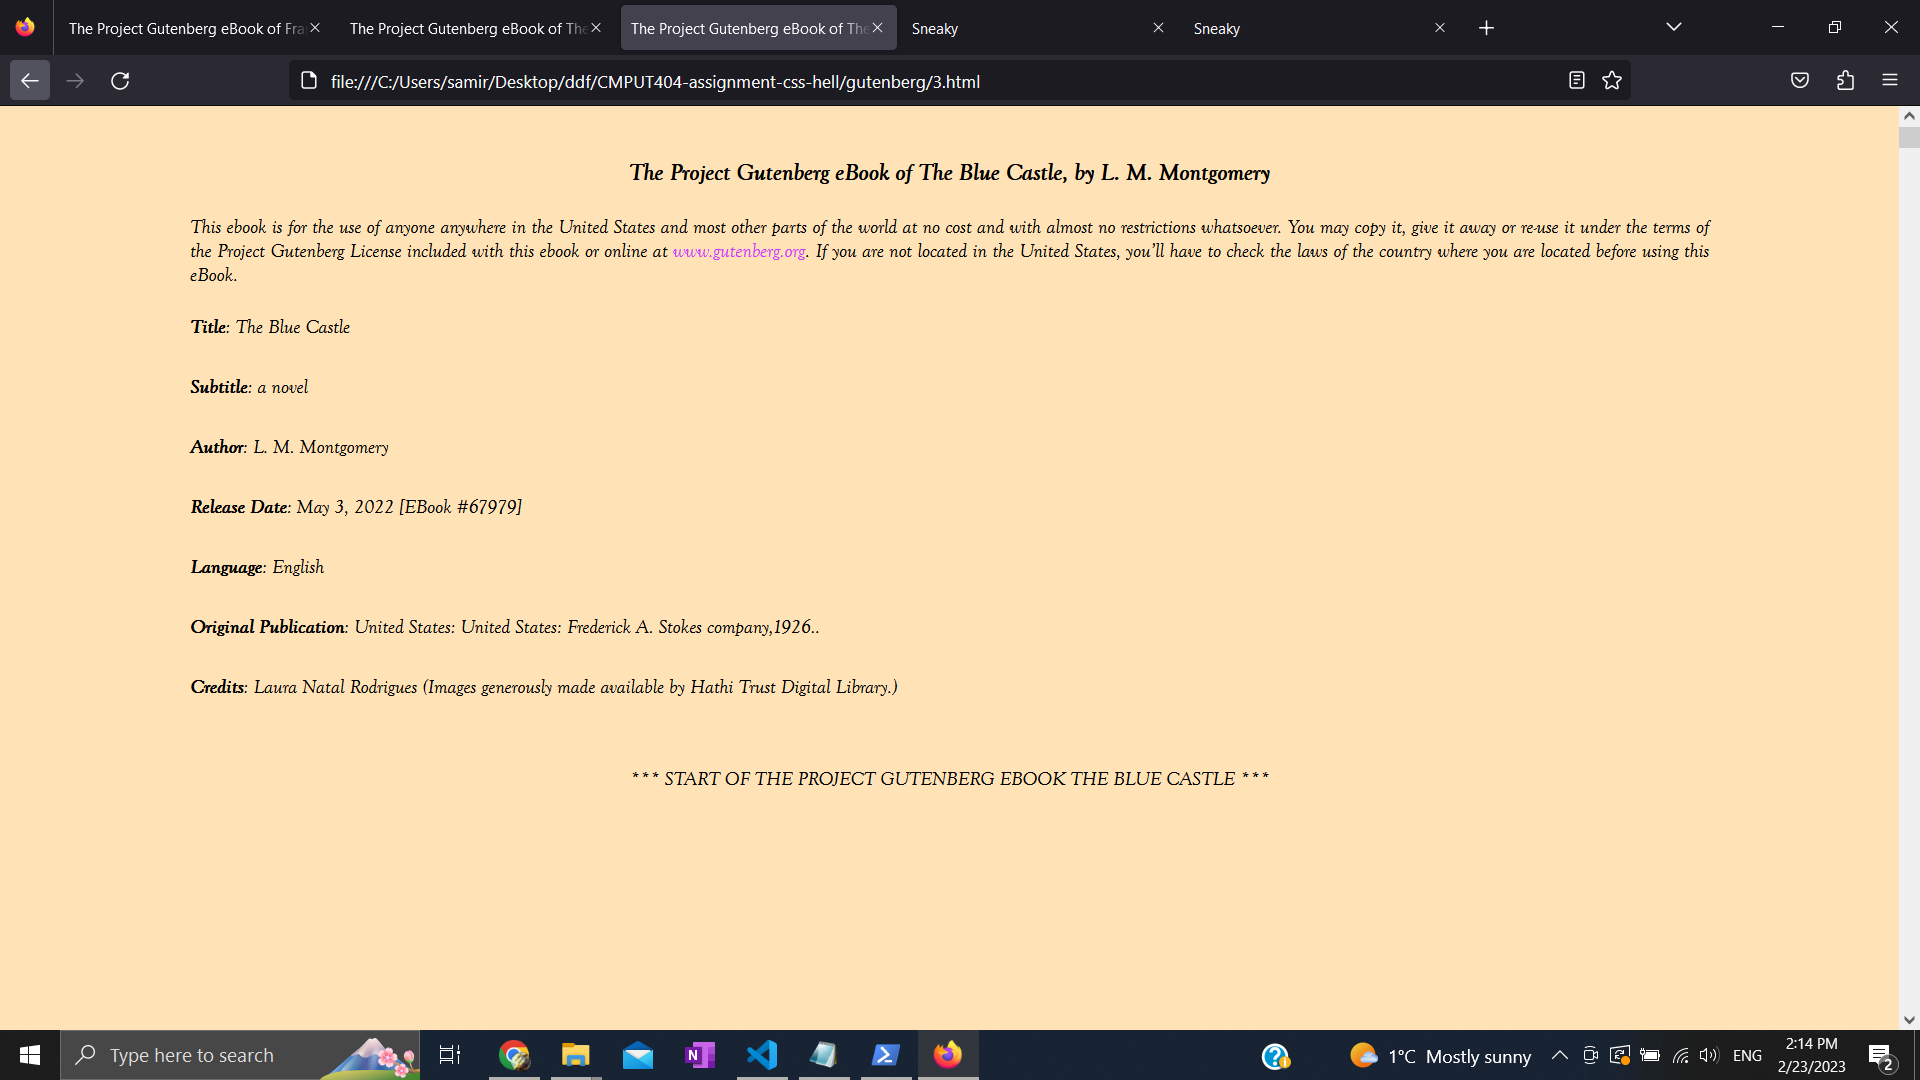 The Project Gutenberg eBook of Fra
The Project Gutenberg eBook of The
The Project Gutenberg eBook of The
Sneaky
Sneaky
file:///C:/Users/samir/Desktop/ddf/CMPUT404-assignment-css-hell/gutenberg/3.html
The Project Gutenberg eBook of The Blue Castle, by L. M. Montgomery
This ebook is for the use of anyone anywhere in the United States and most other parts of the world at no cost and with almost no restrictions whatsoever. You may copy it, give it away or re-use it under the terms of
the Project Gutenberg License included with this ebook or online at www.gutenberg.org. If you are not located in the United States, you’ll have to check the laws of the country where you are located before using this
eBook.
Title: The Blue Castle
Subtitle: a novel
Author: L. M. Montgomery
Release Date: May 3, 2022 [EBook #67979]
Language: English
Original Publication: United States: United States: Frederick A. Stokes company,1926..
Credits: Laura Natal Rodrigues (Images generously made available by Hathi Trust Digital Library.)
*** START OF THE PROJECT GUTENBERG EBOOK THE BLUE CASTLE ***
Type here to search
N
1°C Mostly sunny
ENG
2:14 PM
2/23/2023
2